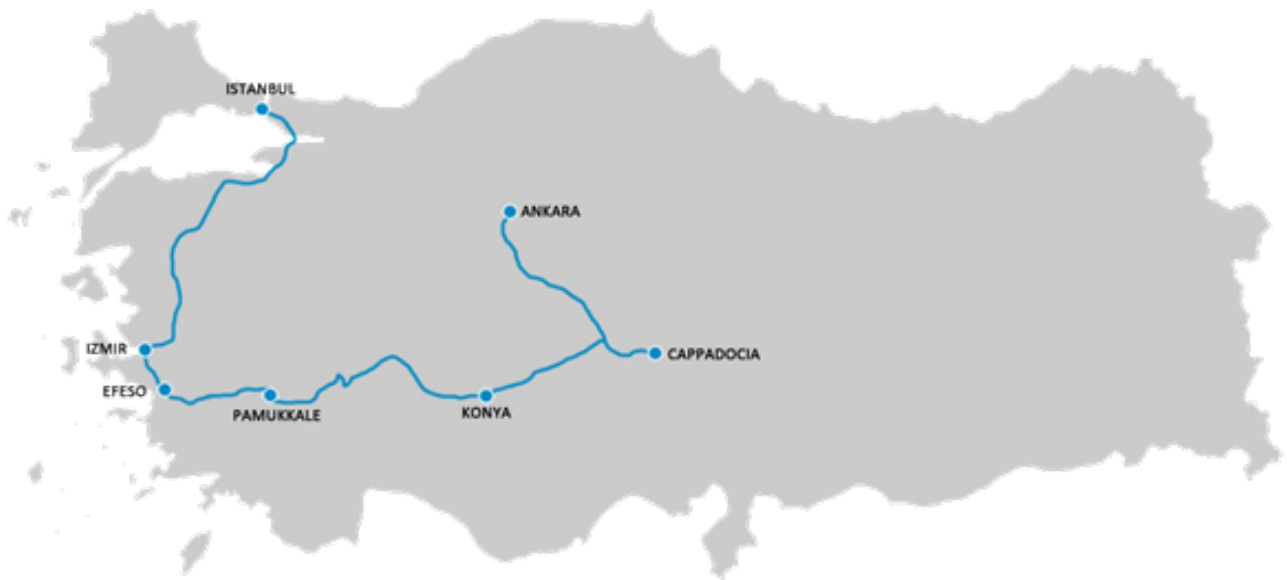 ISTANBUL
ANKARA
IZMIR
CAPPADOCIA
EFESO
PAMUKKALE
KONYA